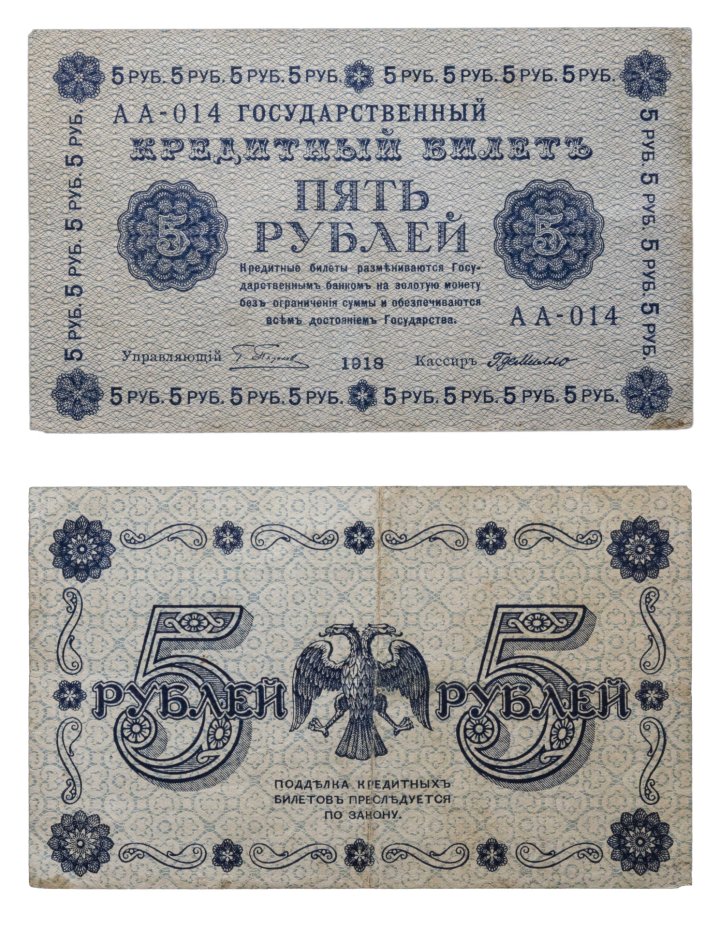 5 РУБ. 5 РУБ. 5 РУБ. 5 РУБ. 5 РУБ. 5 РУБ. 5 РУБ. 5 РУБ.
АА-014 ГОСУДАРСТВЕННЫЙ
КРЕДИТНЫЙ БИЛЕТЪ
5 РУБ. 5 РУБ. 5 РУБ. 5 РУБ.
5
ПЯТЬ
РУБЛЕЙ
5
5 РУБ. 5 РУБ. 5 РУБ. 5 РУБ.
Кредитные билеты размѣниваются Госу-
дарственнымъ банкомъ на золотую монету
безъ ограниченія суммы и обезпечиваются
всѣмъ достояніемъ Государства.
АА-014
Управляющій
1918
Кассиръ
5 РУБ. 5 РУБ. 5 РУБ. 5 РУБ. 5 РУБ. 5 РУБ. 5 РУБ. 5 РУБ.
5 5
РУБЛЕЙ РУБЛЕЙ
ПОДДѢЛКА КРЕДИТНЫХЪ
БИЛЕТОВЪ ПРЕСЛѢДУЕТСЯ
ПО ЗАКОНУ.